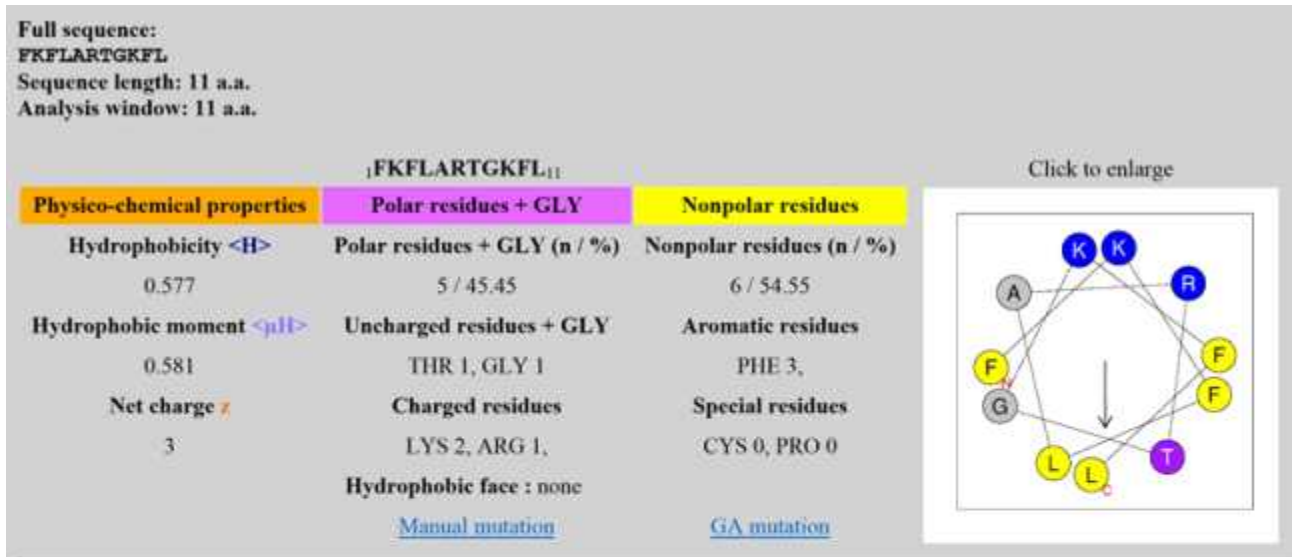 Full sequence:
FKFLARTGKFL
Sequence length: 11 a.a.
Analysis window: 11 a.a.
1FKFLARTGKFL11
Click to enlarge
Physico-chemical properties Polar residues + GLY Nonpolar residues
Hydrophobicity <H> Polar residues + GLY (n / %) Nonpolar residues (n / %)
0.577 5 / 45.45 6 / 54.55
Hydrophobic moment <µH> Uncharged residues + GLY Aromatic residues
0.581 THR 1, GLY 1 PHE 3,
Net charge z Charged residues Special residues
3 LYS 2, ARG 1, CYS 0, PRO 0
Hydrophobic face : none
Manual mutation GA mutation
K K
R
A
F
F N
F
G
T
L
L C